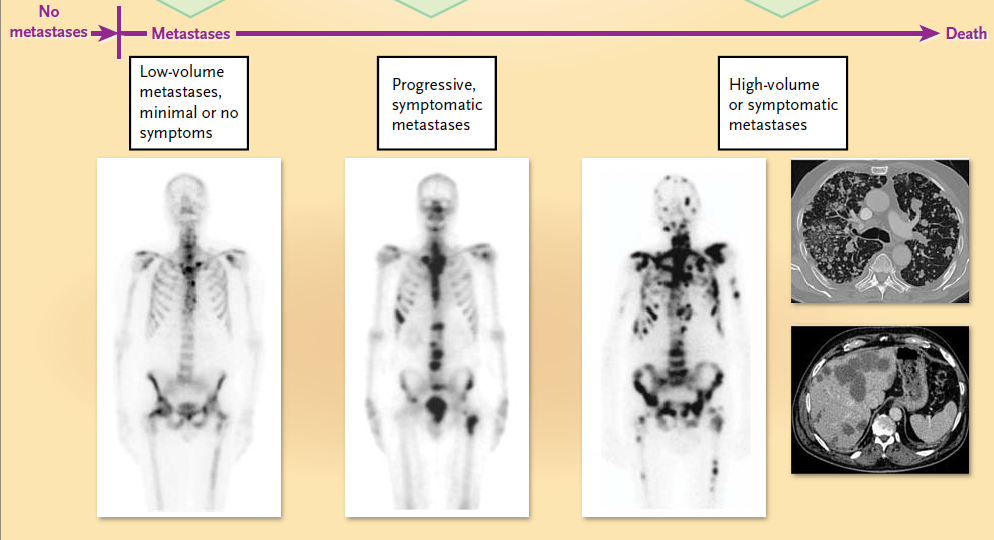 No
metastases
Metastases
Death
Low-volume
metastases,
minimal or no
symptoms
Progressive,
symptomatic
metastases
High-volume
or symptomatic
metastases